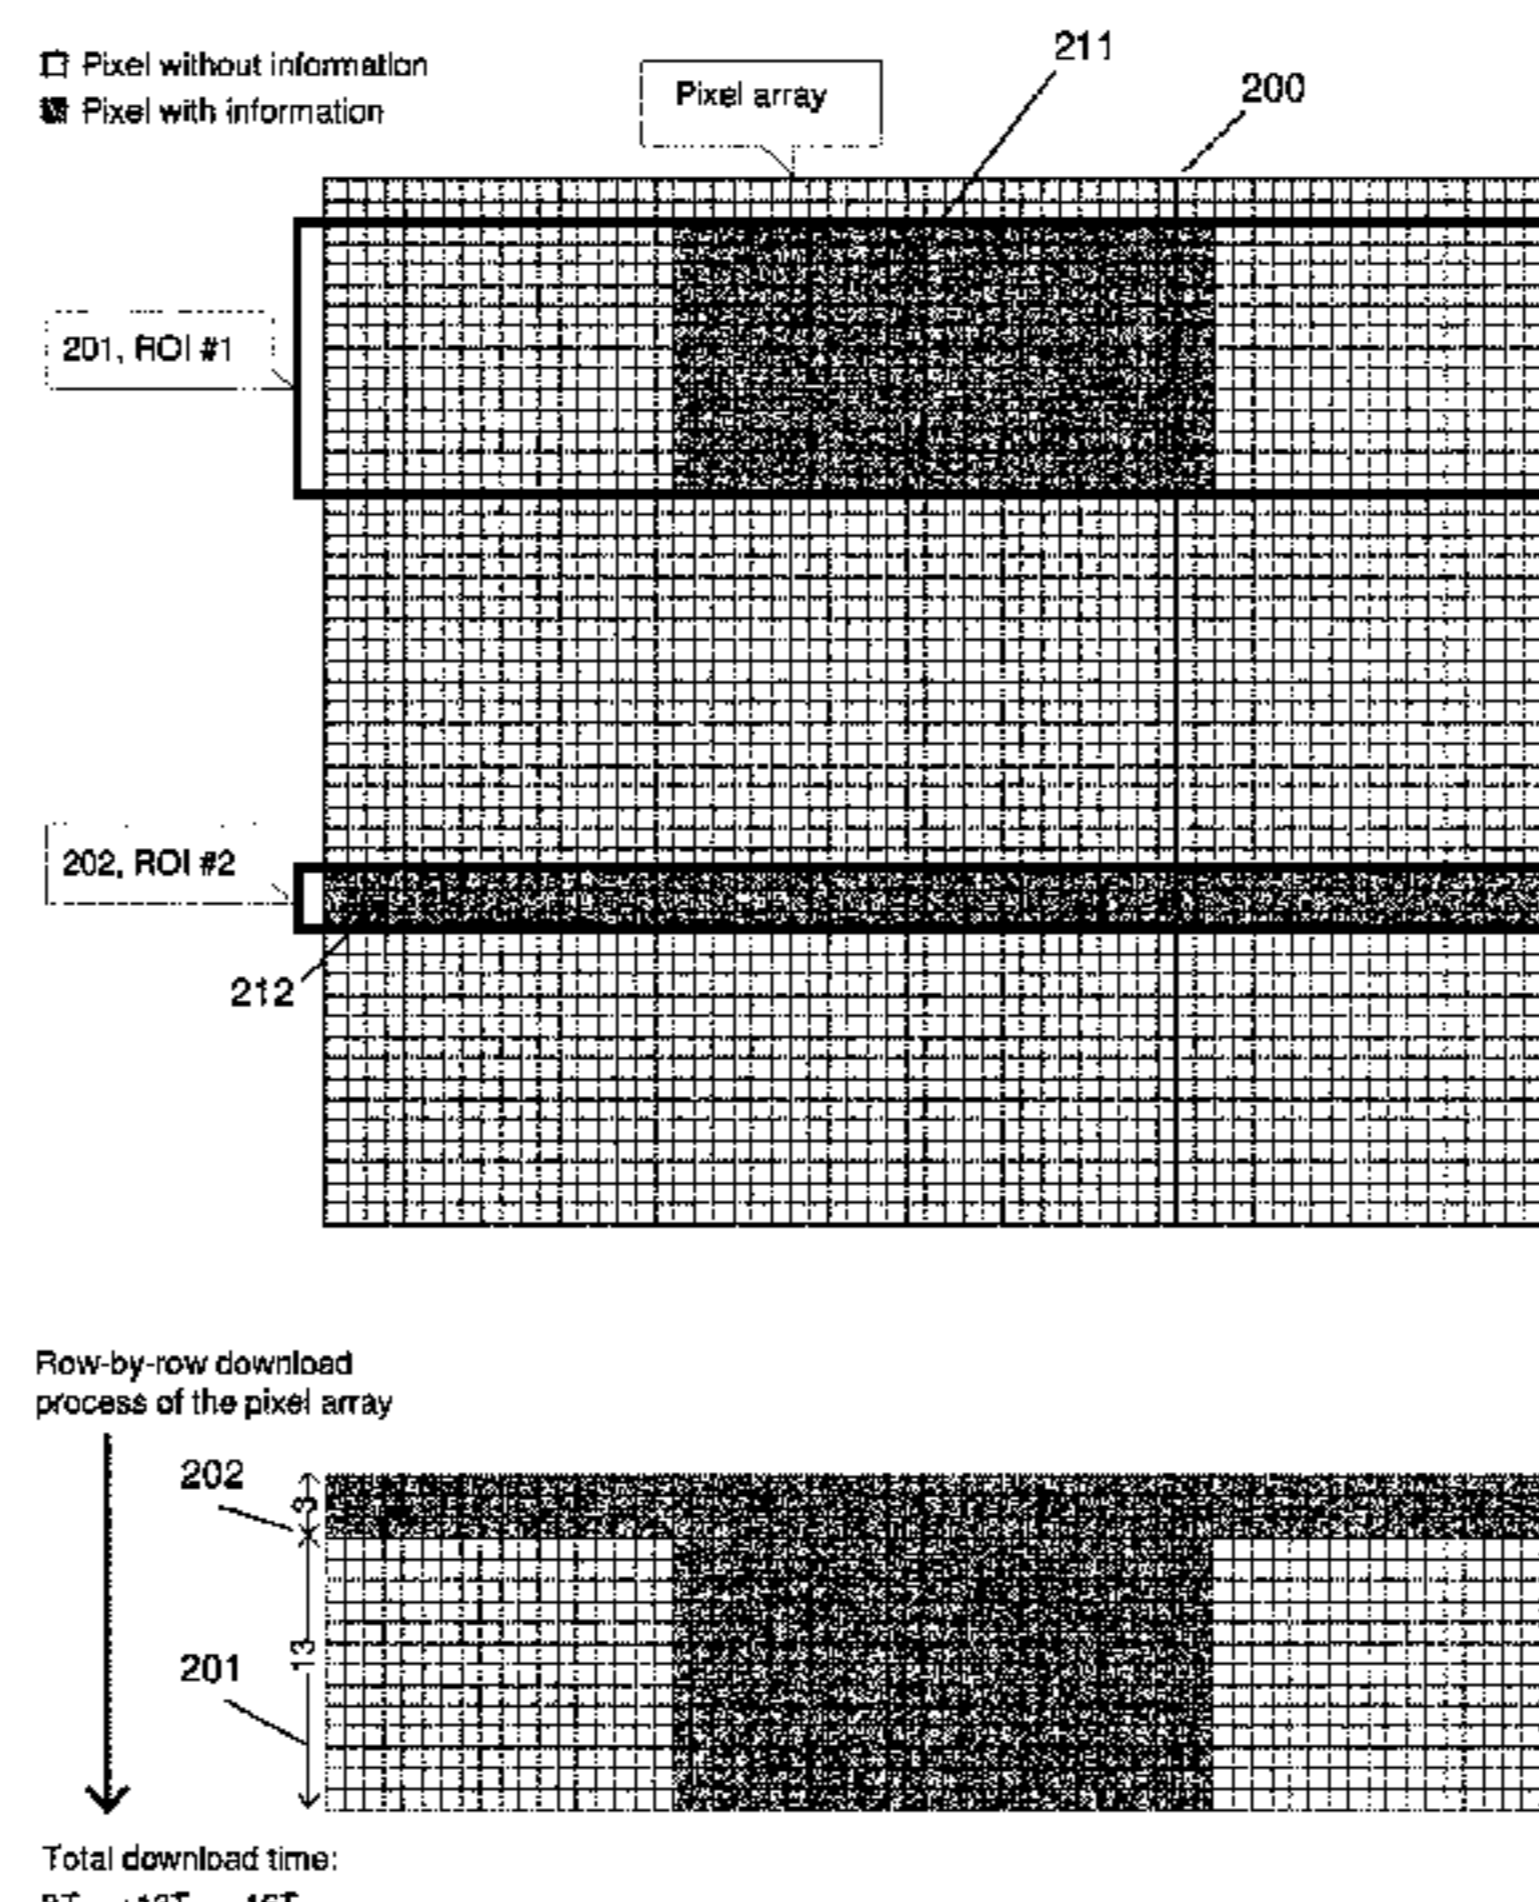 211
200
Pixel without information
Pixel with information
Pixel array
201, ROI #1
202, ROI #2
212
Row-by-row download
process of the pixel array
202
3
13
201
Total download time: